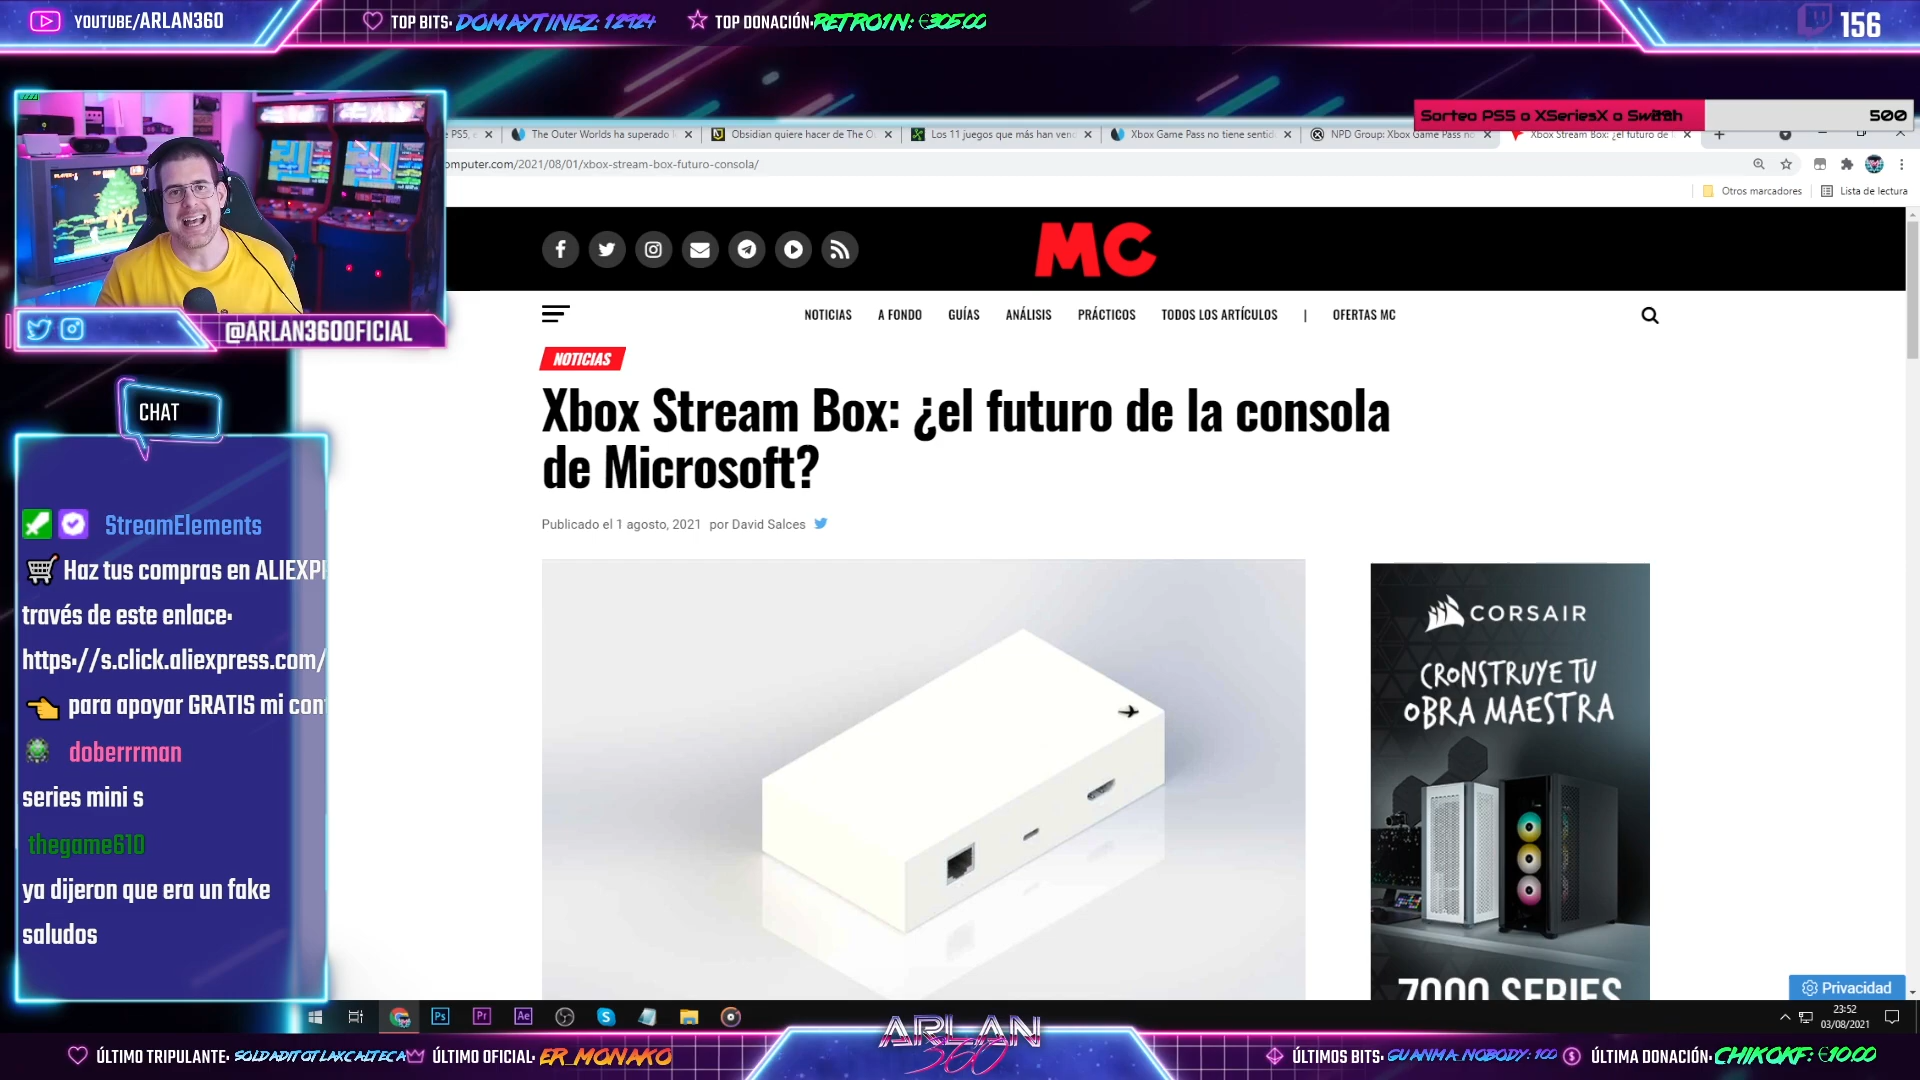 YOUTUBE/ARLAN360
TOP BITS: DOMAYTINEZ: 12924
TOP DONACIÓN: RETRO1N: €305.00
156
Sorteo PS5 o XSeriesX o Switch
500
e PS5, e
The Outer Worlds ha superado l
Obsidian quiere hacer de The O
Los 11 juegos que más han venc
Xbox Game Pass no tiene sentid
NPD Group: Xbox Game Pass no
Xbox Stream Box: ¿el futuro de l
omputer.com/2021/08/01/xbox-stream-box-futuro-consola/
Otros marcadores
Lista de lectura
MC
@ARLAN360OFICIAL
NOTICIAS
A FONDO
GUÍAS
ANÁLISIS
PRÁCTICOS
TODOS LOS ARTÍCULOS
|
OFERTAS MC
NOTICIAS
Xbox Stream Box: ¿el futuro de la consola
de Microsoft?
Publicado el 1 agosto, 2021 por David Salces
CHAT
StreamElements
Haz tus compras en ALIEXPR
través de este enlace:
https://s.click.aliexpress.com/
para apoyar GRATIS mi con
doberrrman
series mini s
thegame610
ya dijeron que era un fake
saludos
CORSAIR
CRONSTRUYE TU
OBRA MAESTRA
7000 SERIES
Privacidad
Ps
Pr
Ae
23:52
03/08/2021
ÚLTIMO TRIPULANTE: SOLDADITOTLAXCALTECA
ÚLTIMO OFICIAL: ER_MONAKO
ARLAN
360
ÚLTIMOS BITS: GUANMA_NOBODY: 100
ÚLTIMA DONACIÓN: CHIKOKF: €10.00